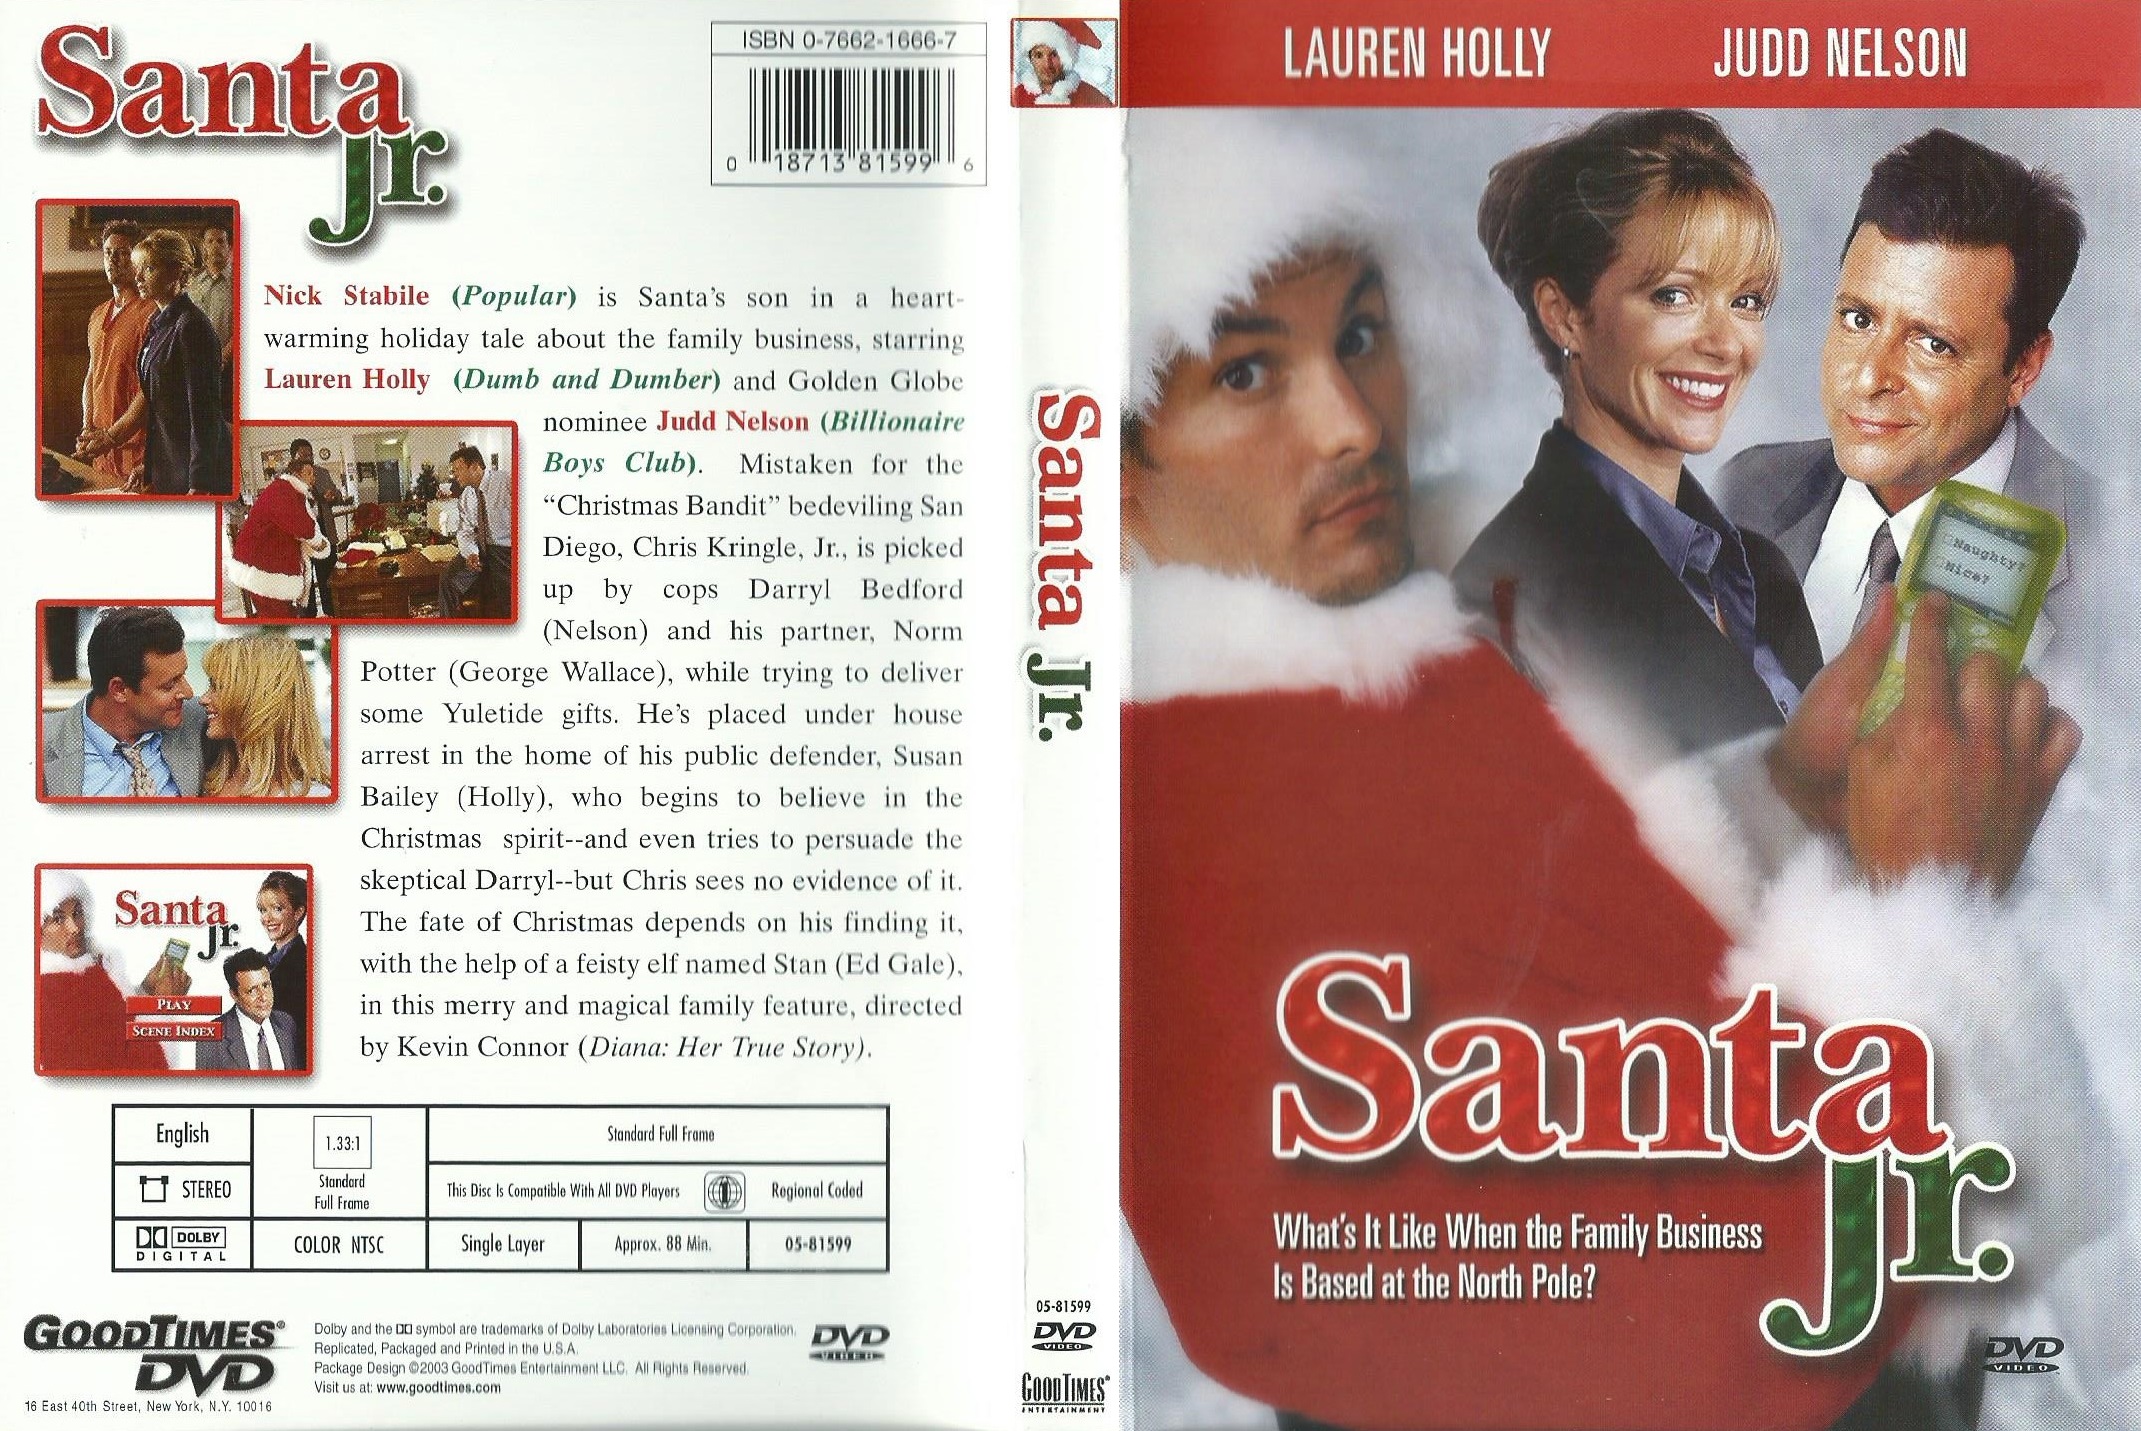 Santa
Jr.
ISBN 0-7662-1666-7
0 18713 81599 6
Nick Stabile (Popular) is Santa's son in a heart-
warming holiday tale about the family business, starring
Lauren Holly (Dumb and Dumber) and Golden Globe
nominee Judd Nelson (Billionaire
Boys Club). Mistaken for the
“Christmas Bandit” bedeviling San
Diego, Chris Kringle, Jr., is picked
up by cops Darryl Bedford
(Nelson) and his partner, Norm
Potter (George Wallace), while trying to deliver
some Yuletide gifts. He's placed under house
arrest in the home of his public defender, Susan
Bailey (Holly), who begins to believe in the
Christmas spirit--and even tries to persuade the
skeptical Darryl--but Chris sees no evidence of it.
The fate of Christmas depends on his finding it,
with the help of a feisty elf named Stan (Ed Gale),
in this merry and magical family feature, directed
by Kevin Connor (Diana: Her True Story).
Santa
Jr.
PLAY
SCENE INDEX
English
STEREO
DOLBY
DIGITAL
1.33:1
Standard
Full Frame
COLOR NTSC
Standard Full Frame
This Disc Is Compatible With All DVD Players
1
Regional Coded
Single Layer
Approx. 88 Min.
05-81599
GOODTIMES®
DVD
16 East 40th Street, New York, N.Y. 10016
Dolby and the DD symbol are trademarks of Dolby Laboratories Licensing Corporation.
Replicated, Packaged and Printed in the U.S.A.
Package Design ©2003 GoodTimes Entertainment LLC. All Rights Reserved.
Visit us at: www.goodtimes.com
DVD
VIDEO
Santa Jr.
05-81599
DVD
VIDEO
GOODTIMES®
ENTERTAINMENT
LAUREN HOLLY
JUDD NELSON
Naughty?
Nice?
Santa
Jr.
What's It Like When the Family Business
Is Based at the North Pole?
DVD
VIDEO